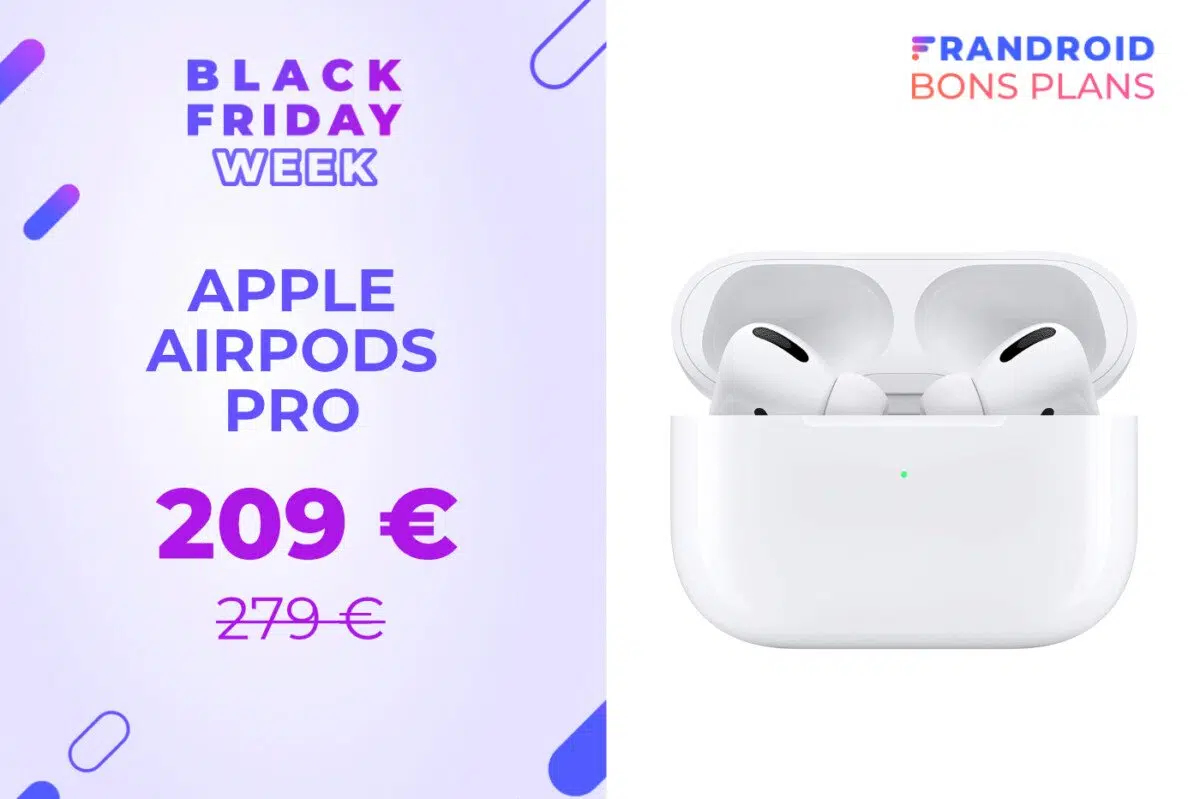 BLACK
FRIDAY
WEEK
APPLE
AIRPODS
PRO
209 €
279 €
FRANDROID
BONS PLANS